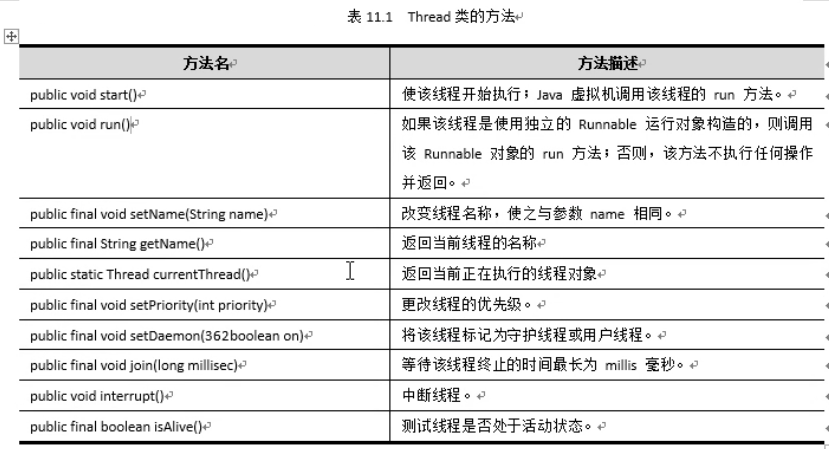 表 11.1 Thread 类的方法
方法名
方法描述
public void start()
使该线程开始执行；Java 虚拟机调用该线程的 run 方法。
public void run()
如果该线程是使用独立的 Runnable 运行对象构造的，则调用
该 Runnable 对象的 run 方法；否则，该方法不执行任何操作
并返回。
public final void setName(String name)
改变线程名称，使之与参数 name 相同。
public final String getName()
返回当前线程的名称
public static Thread currentThread()
返回当前正在执行的线程对象
public final void setPriority(int priority)
更改线程的优先级。
public final void setDaemon(362boolean on)
将该线程标记为守护线程或用户线程。
public final void join(long millisec)
等待该线程终止的时间最长为 millis 毫秒。
public void interrupt()
中断线程。
public final boolean isAlive()
测试线程是否处于活动状态。